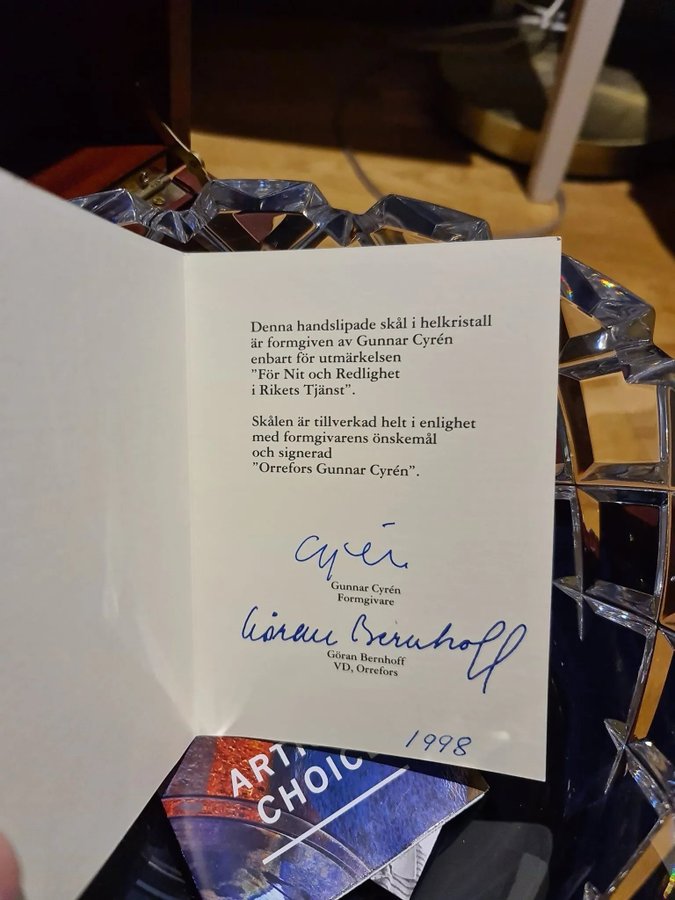 Denna handslipade skål i helkristall
är formgiven av Gunnar Cyrén
enbart för utmärkelsen
"För Nit och Redlighet
i Rikets Tjänst".
Skålen är tillverkad helt i enlighet
med formgivarens önskemål
och signerad
"Orrefors Gunnar Cyrén".
Cyrén
Gunnar Cyrén
Formgivare
Göran Bernhoff
Göran Bernhoff
VD, Orrefors
1998